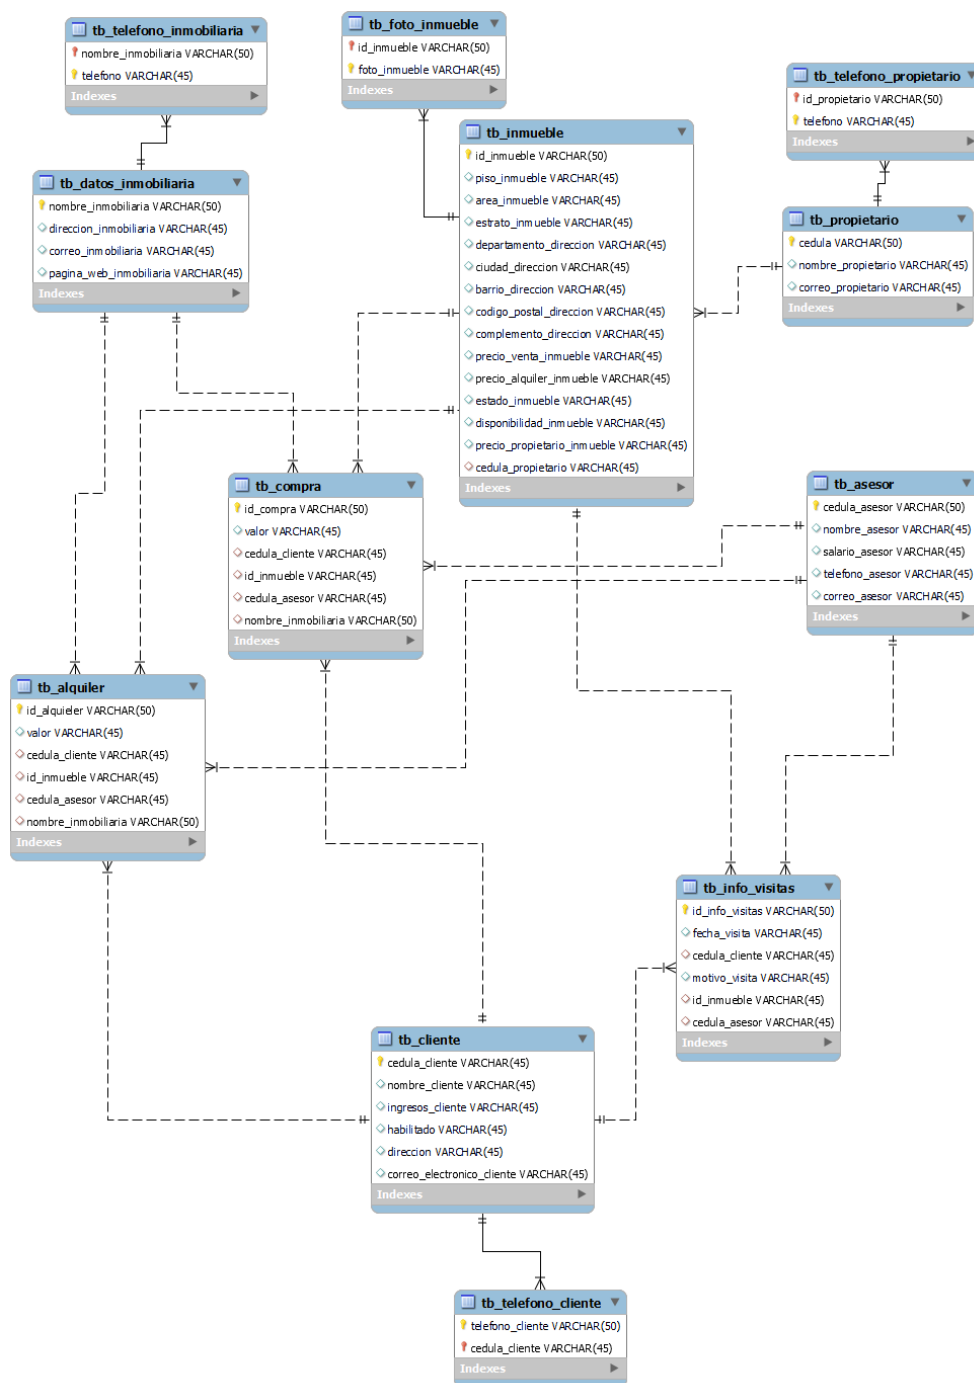 tb_telefono_inmobiliaria
nombre_inmobiliaria VARCHAR(50)
telefono VARCHAR(45)
Indexes
tb_foto_inmueble
id_inmueble VARCHAR(50)
foto_inmueble VARCHAR(45)
Indexes
tb_telefono_propietario
id_propietario VARCHAR(50)
telefono VARCHAR(45)
Indexes
tb_datos_inmobiliaria
nombre_inmobiliaria VARCHAR(50)
direccion_inmobiliaria VARCHAR(45)
correo_inmobiliaria VARCHAR(45)
pagina_web_inmobiliaria VARCHAR(45)
Indexes
tb_inmueble
id_inmueble VARCHAR(50)
piso_inmueble VARCHAR(45)
area_inmueble VARCHAR(45)
estrato_inmueble VARCHAR(45)
departamento_direccion VARCHAR(45)
ciudad_direccion VARCHAR(45)
barrio_direccion VARCHAR(45)
codigo_postal_direccion VARCHAR(45)
complemento_direccion VARCHAR(45)
precio_venta_inmueble VARCHAR(45)
precio_alquiler_inmueble VARCHAR(45)
estado_inmueble VARCHAR(45)
disponibilidad_inmueble VARCHAR(45)
precio_propietario_inmueble VARCHAR(45)
cedula_propietario VARCHAR(45)
Indexes
tb_propietario
cedula VARCHAR(50)
nombre_propietario VARCHAR(45)
correo_propietario VARCHAR(45)
Indexes
tb_compra
id_compra VARCHAR(50)
valor VARCHAR(45)
cedula_cliente VARCHAR(45)
id_inmueble VARCHAR(45)
cedula_asesor VARCHAR(45)
nombre_inmobiliaria VARCHAR(50)
Indexes
tb_asesor
cedula_asesor VARCHAR(50)
nombre_asesor VARCHAR(45)
salario_asesor VARCHAR(45)
telefono_asesor VARCHAR(45)
correo_asesor VARCHAR(45)
Indexes
tb_alquiler
id_alquieler VARCHAR(50)
valor VARCHAR(45)
cedula_cliente VARCHAR(45)
id_inmueble VARCHAR(45)
cedula_asesor VARCHAR(45)
nombre_inmobiliaria VARCHAR(50)
Indexes
tb_info_visitas
id_info_visitas VARCHAR(50)
fecha_visita VARCHAR(45)
cedula_cliente VARCHAR(45)
motivo_visita VARCHAR(45)
id_inmueble VARCHAR(45)
cedula_asesor VARCHAR(45)
Indexes
tb_cliente
cedula_cliente VARCHAR(45)
nombre_cliente VARCHAR(45)
ingresos_cliente VARCHAR(45)
habilitado VARCHAR(45)
direccion VARCHAR(45)
correo_electronico_cliente VARCHAR(45)
Indexes
tb_telefono_cliente
telefono_cliente VARCHAR(50)
cedula_cliente VARCHAR(45)
Indexes